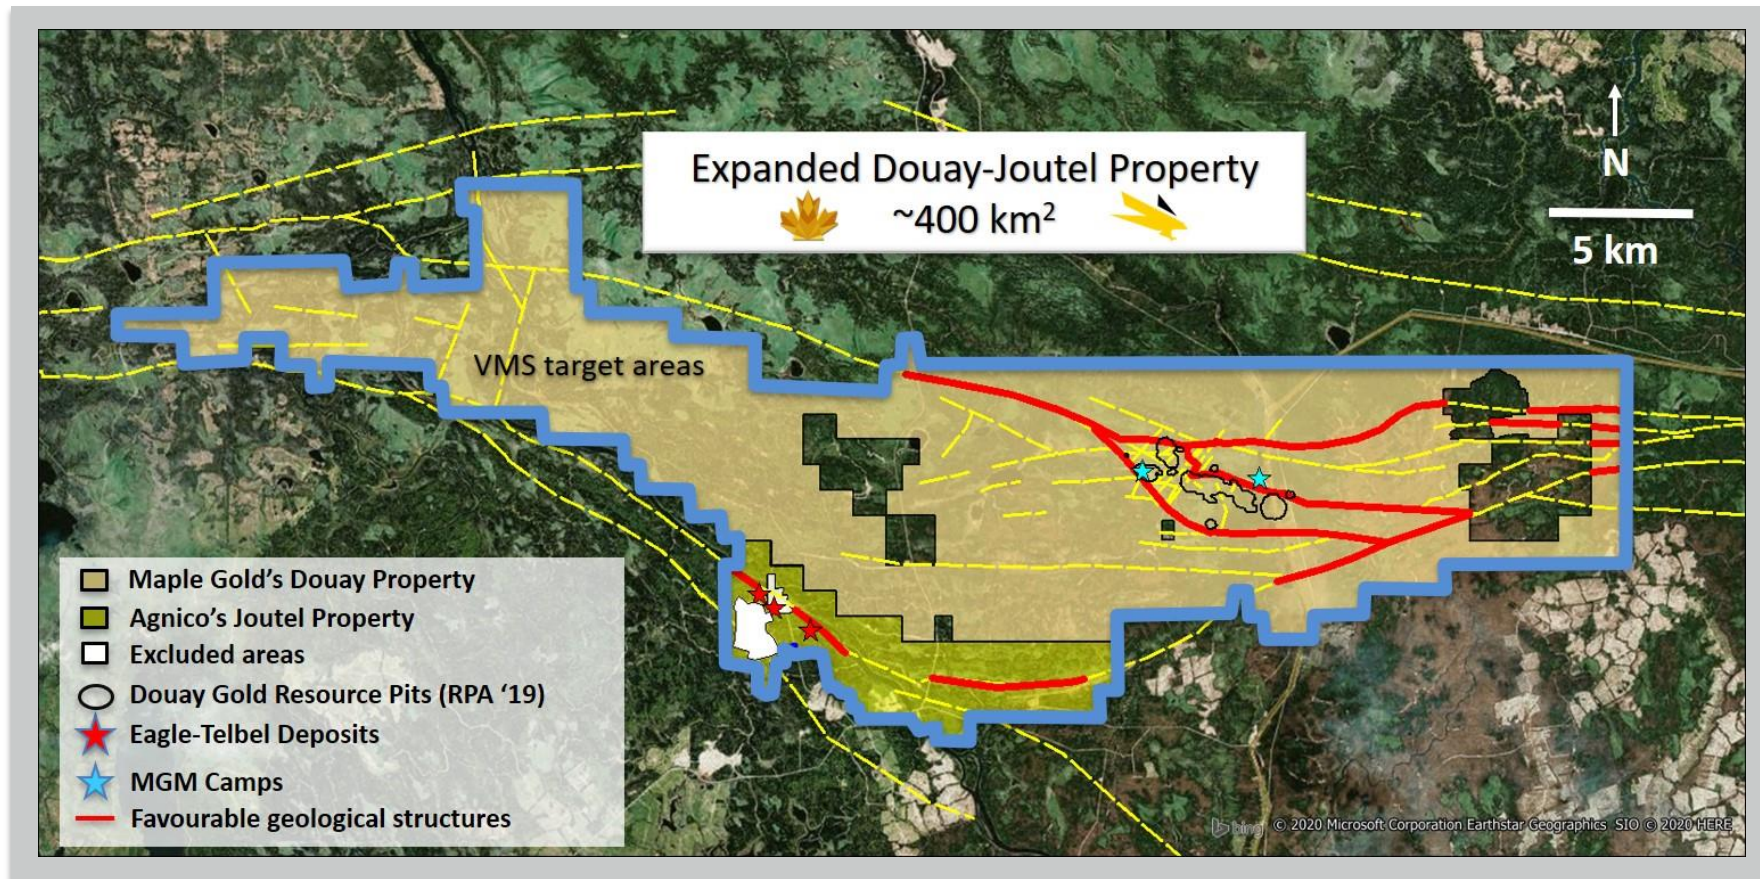 Expanded Douay-Joutel Property
~400 km²
N
5 km
VMS target areas
Maple Gold's Douay Property
Agnico's Joutel Property
Excluded areas
Douay Gold Resource Pits (RPA ‘19)
Eagle-Telbel Deposits
MGM Camps
Favourable geological structures
bing © 2020 Microsoft Corporation Earthstar Geographics SIO © 2020 HERE